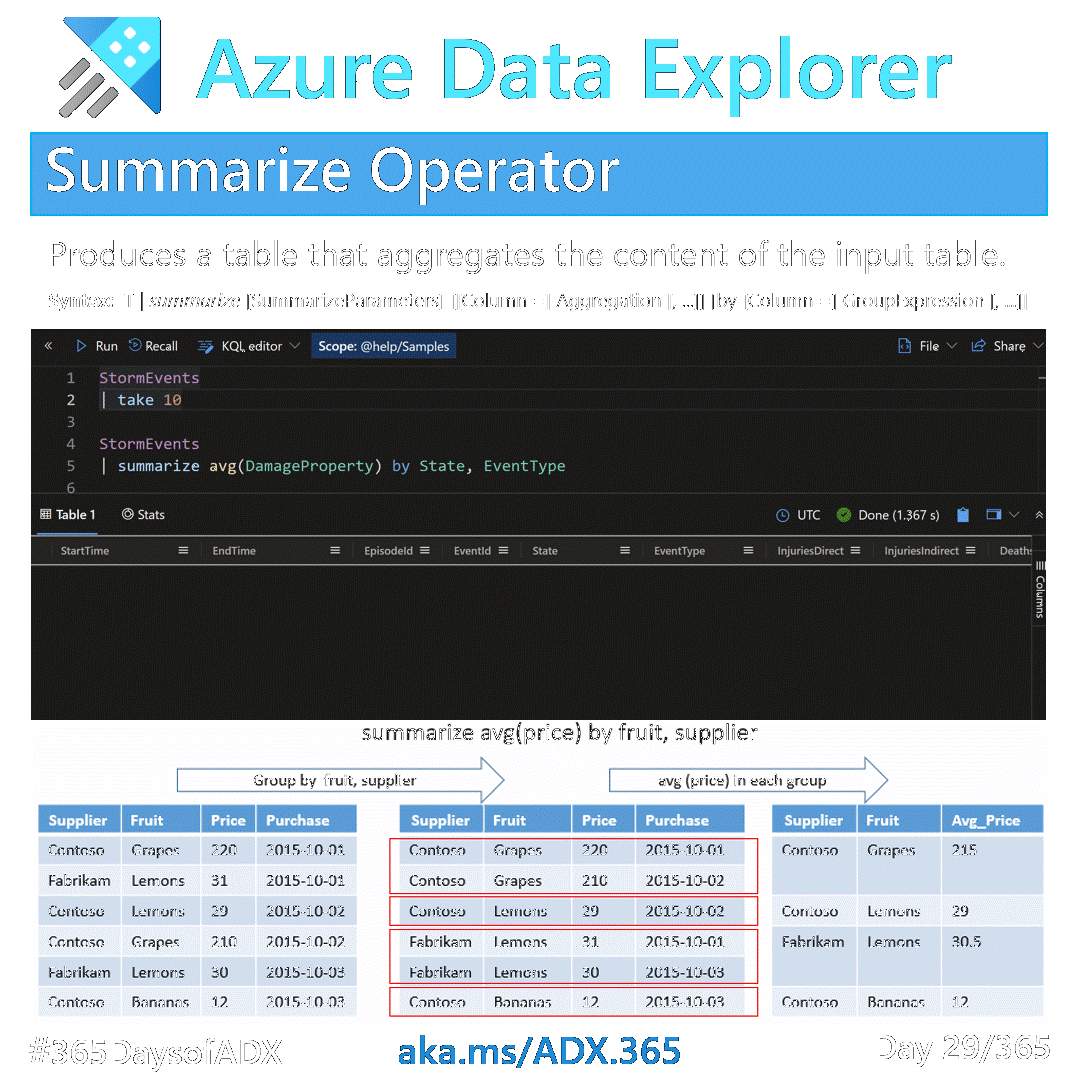 Azure Data Explorer
Summarize Operator
Produces a table that aggregates the content of the input table.
Syntax: T | summarize [SummarizeParameters] [[Column =] Aggregation [, ...]] [by [Column =] GroupExpression [, ...]]
« Run Recall KQL editor Scope: @help/Samples File Share
1 StormEvents
2 | take 10
3
4 StormEvents
5 | summarize avg(DamageProperty) by State, EventType
6
Table 1 Stats UTC Done (1.367 s)
StartTime EndTime EpisodeId EventId State EventType InjuriesDirect InjuriesIndirect Deaths
Columns
summarize avg(price) by fruit, supplier
Group by fruit, supplier avg (price) in each group
Supplier Fruit Price Purchase Supplier Fruit Price Purchase Supplier Fruit Avg_Price
Contoso Grapes 220 2015-10-01 Contoso Grapes 220 2015-10-01 Contoso Grapes 215
Fabrikam Lemons 31 2015-10-01 Contoso Grapes 210 2015-10-02
Contoso Lemons 29 2015-10-02 Contoso Lemons 29 2015-10-02 Contoso Lemons 29
Contoso Grapes 210 2015-10-02 Fabrikam Lemons 31 2015-10-01 Fabrikam Lemons 30.5
Fabrikam Lemons 30 2015-10-03 Fabrikam Lemons 30 2015-10-03
Contoso Bananas 12 2015-10-03 Contoso Bananas 12 2015-10-03 Contoso Bananas 12
#365DaysofADX aka.ms/ADX.365 Day 29/365